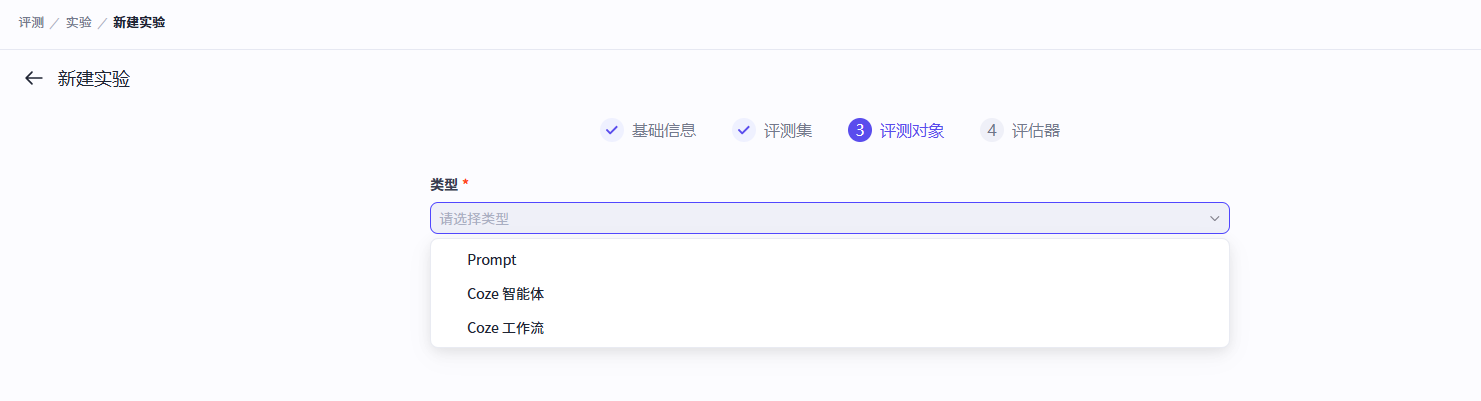 评测 / 实验 / 新建实验
新建实验
基础信息 评测集 3 评测对象 4 评估器
类型 *
请选择类型
Prompt
Coze 智能体
Coze 工作流